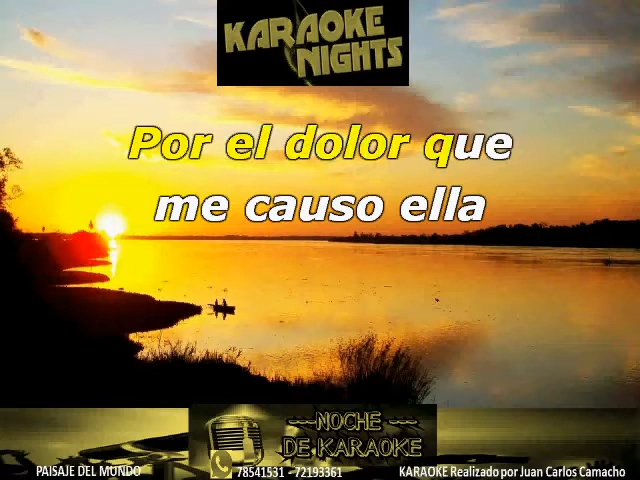 KARAOKE
NIGHTS
Por el dolor que
me causo ella
---NOCHE---
DE KARAOKE
PAISAJE DEL MUNDO
78541531 - 72193361
KARAOKE Realizado por Juan Carlos Camacho